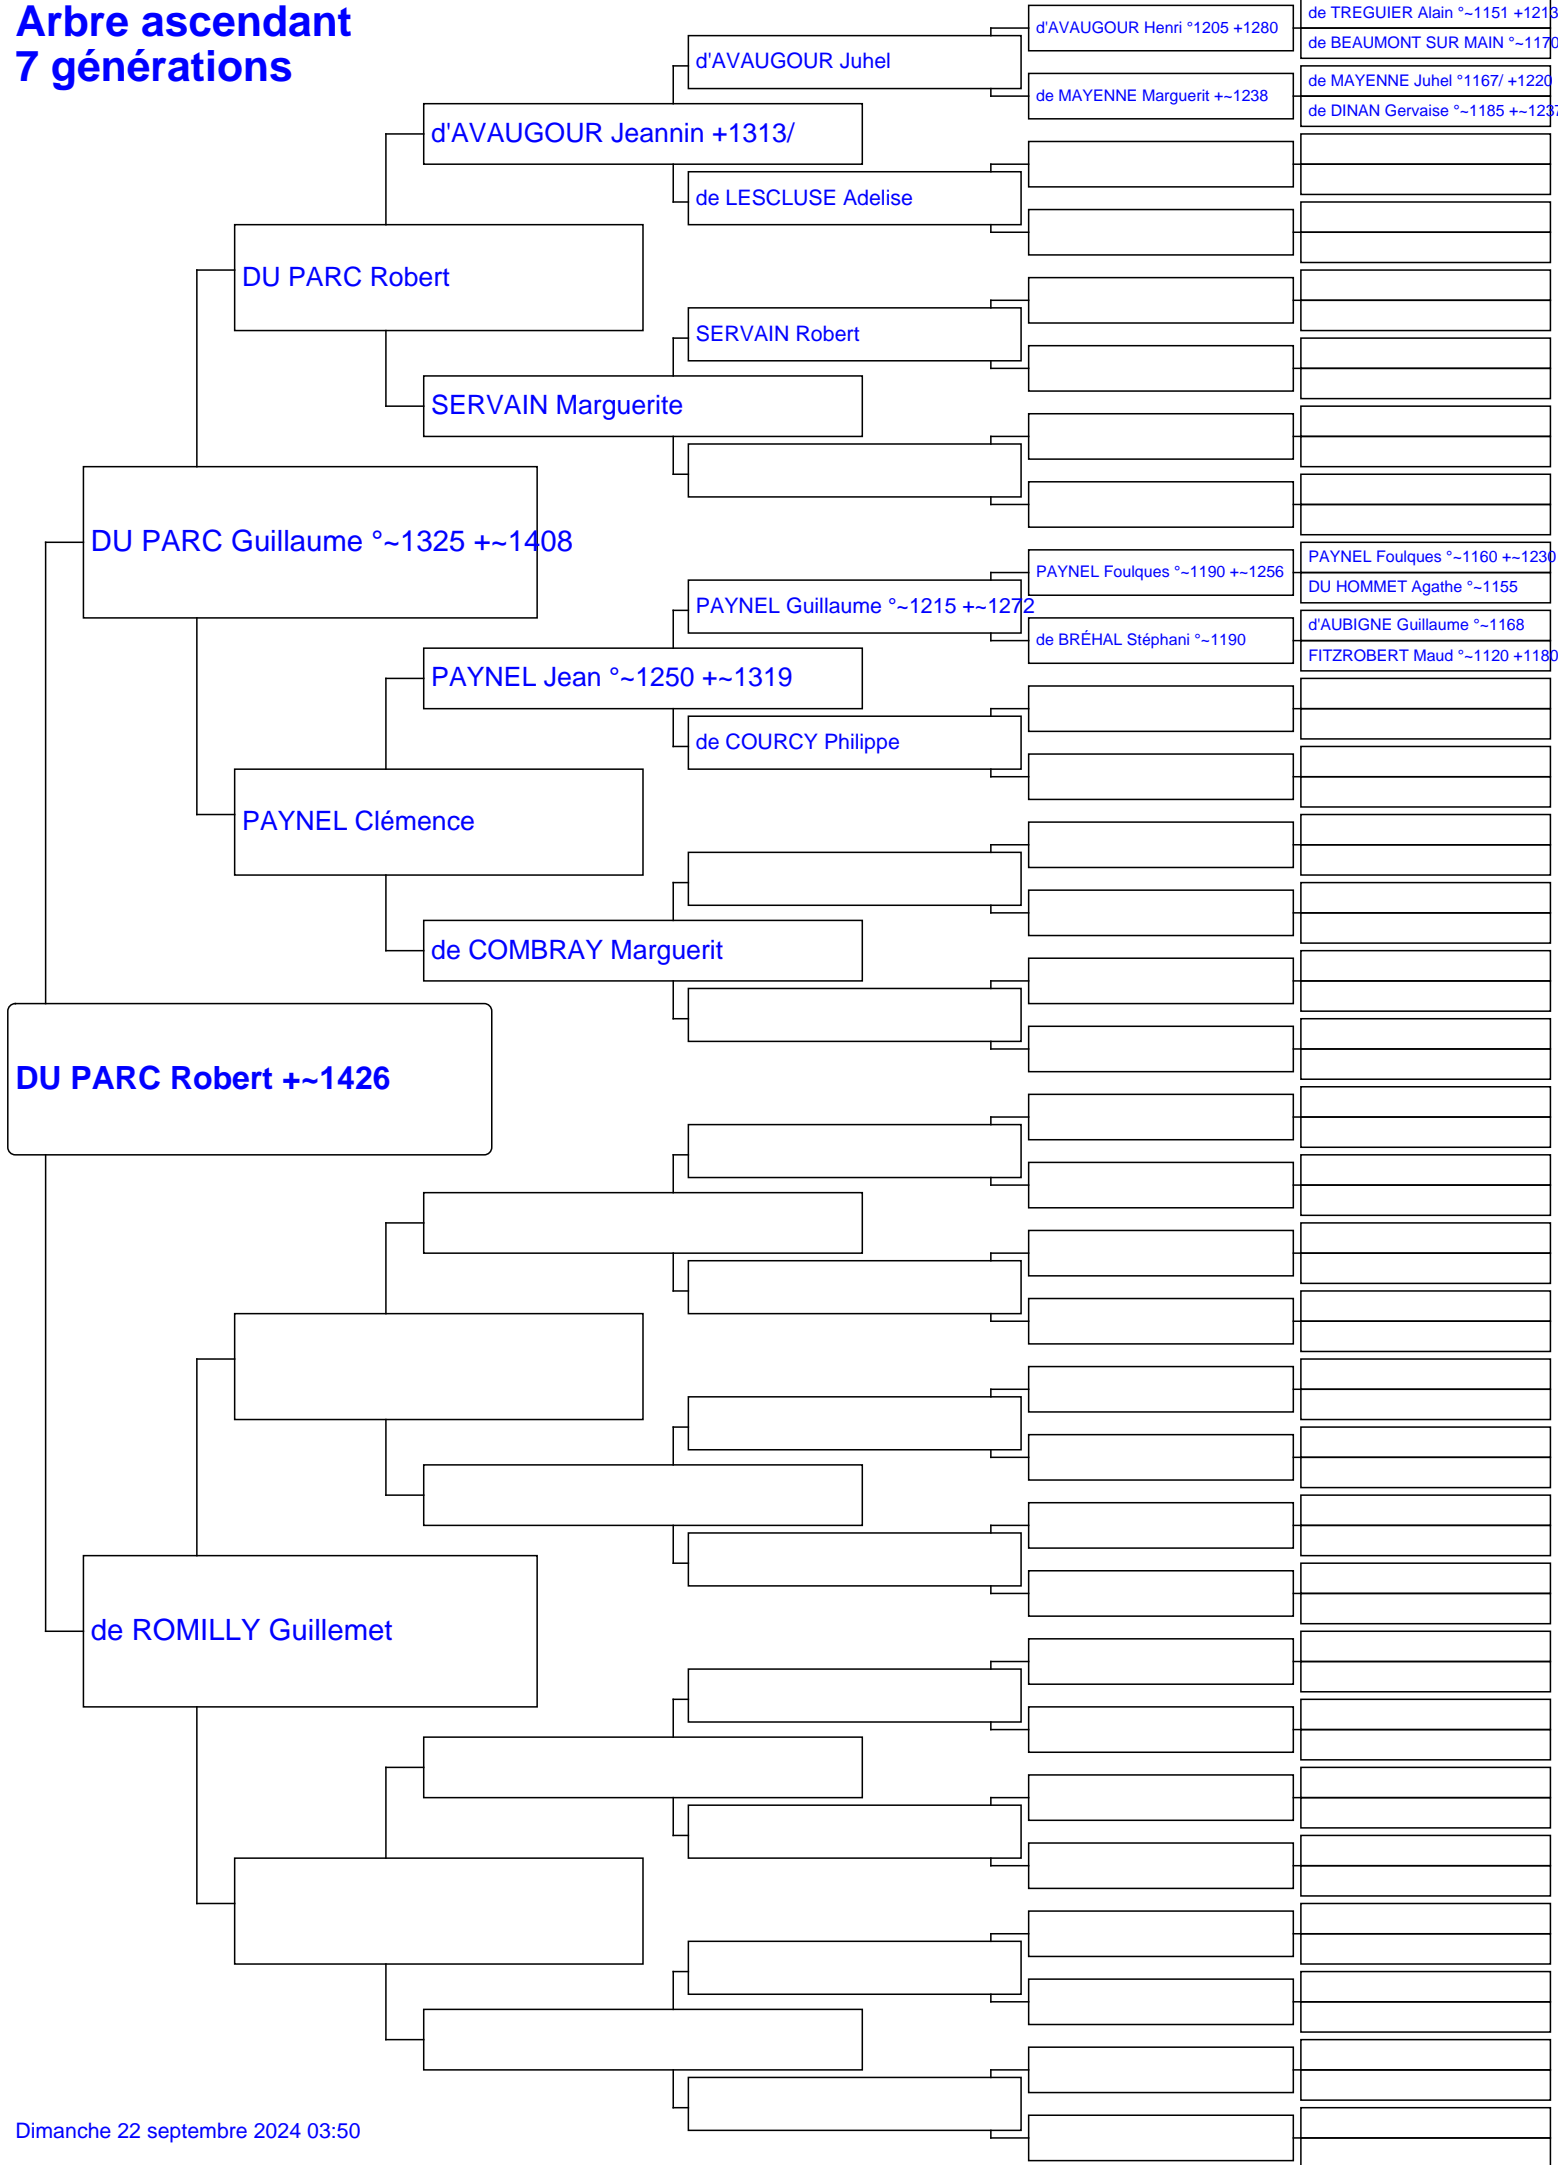 Arbre ascendant
7 générations
d'AVAUGOUR Henri °1205 +1280
de TREGUIER Alain °~1151 +1213
de BEAUMONT SUR MAIN °~1170
d'AVAUGOUR Juhel
de MAYENNE Marguerit +~1238
de MAYENNE Juhel °1167/ +1220
de DINAN Gervaise °~1185 +~1237
d'AVAUGOUR Jeannin +1313/
de LESCLUSE Adelise
DU PARC Robert
SERVAIN Robert
SERVAIN Marguerite
DU PARC Guillaume °~1325 +~1408
PAYNEL Foulques °~1190 +~1256
PAYNEL Foulques °~1160 +~1230
DU HOMMET Agathe °~1155
PAYNEL Guillaume °~1215 +~1272
de BRÉHAL Stéphani °~1190
d'AUBIGNE Guillaume °~1168
FITZROBERT Maud °~1120 +1180
PAYNEL Jean °~1250 +~1319
de COURCY Philippe
PAYNEL Clémence
de COMBRAY Marguerit
DU PARC Robert +~1426
de ROMILLY Guillemet
Dimanche 22 septembre 2024 03:50